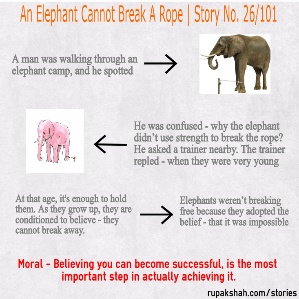 An Elephant Cannot Break A Rope | Story No. 26/101
A man was walking through an
elephant camp, and he spotted
He was confused - why the elephant
didn't use strength to break the rope?
He asked a trainer nearby. The trainer
repled - when they were very young
At that age, it's enough to hold
them. As they grow up, they are
conditioned to believe - they
cannot break away.
Elephants weren't breaking
free because they adopted the
belief - that it was impossible
Moral - Believing you can become successful, is the most
important step in actually achieving it.
rupakshah.com/stories